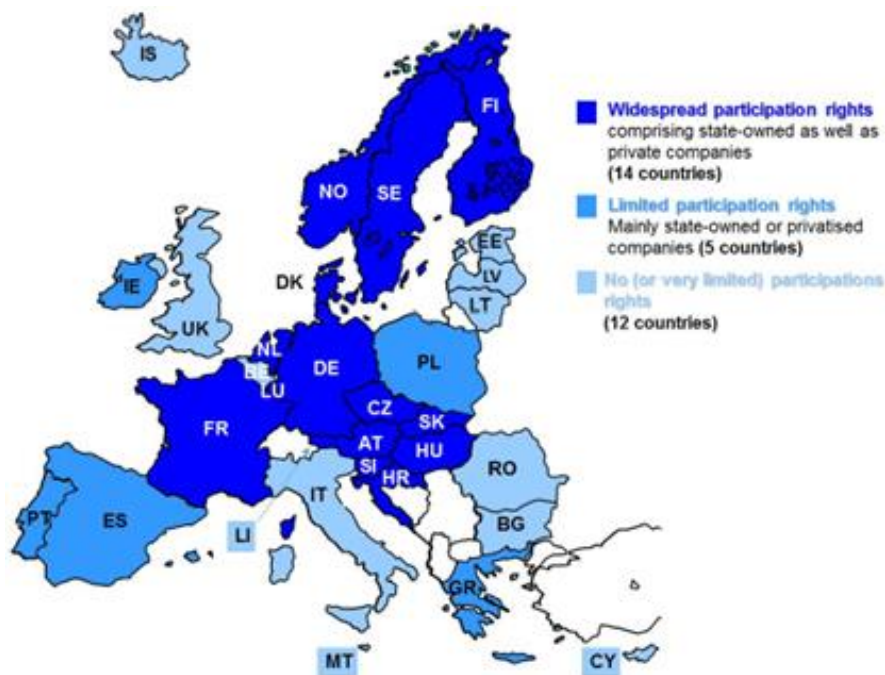 IS
FI
NO
SE
EE
LV
LT
DK
IE
UK
NL
BE
LU
DE
PL
CZ
SK
FR
AT
HU
SI
HR
RO
IT
BG
PT
ES
LI
GR
MT
CY
Widespread participation rights
comprising state-owned as well as
private companies
(14 countries)
Limited participation rights
Mainly state-owned or privatised
companies (5 countries)
No (or very limited) participations
rights
(12 countries)